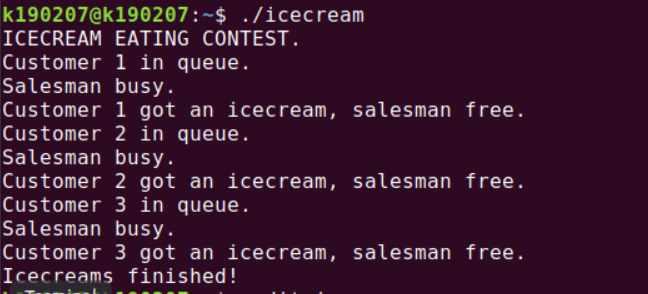 k190207@k190207:~$ ./icecream
ICECREAM EATING CONTEST.
Customer 1 in queue.
Salesman busy.
Customer 1 got an icecream, salesman free.
Customer 2 in queue.
Salesman busy.
Customer 2 got an icecream, salesman free.
Customer 3 in queue.
Salesman busy.
Customer 3 got an icecream, salesman free.
Icecreams finished!